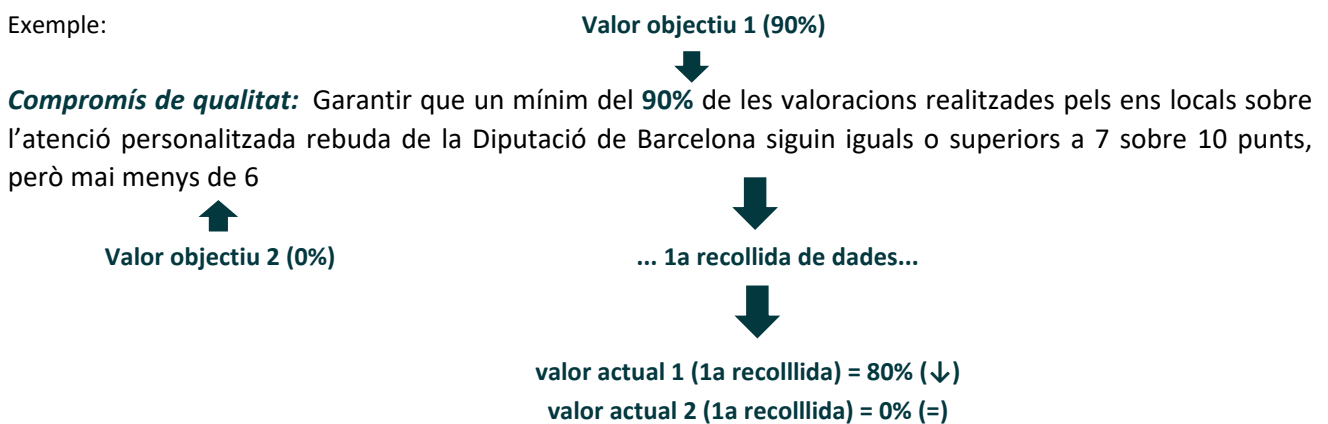 Exemple:
Valor objectiu 1 (90%)
Compromís de qualitat: Garantir que un mínim del 90% de les valoracions realitzades pels ens locals sobre
l’atenció personalitzada rebuda de la Diputació de Barcelona siguin iguals o superiors a 7 sobre 10 punts,
però mai menys de 6
Valor objectiu 2 (0%)
... 1a recollida de dades...
valor actual 1 (1a recolllida) = 80% (↓)
valor actual 2 (1a recolllida) = 0% (=)